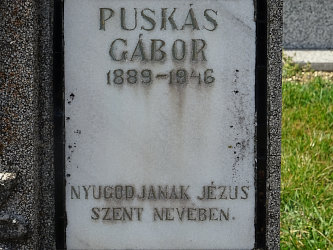 PUSKÁS
GÁBOR
1889-1946
NYUGODJANAK JÉZUS
SZENT NEVÉBEN.